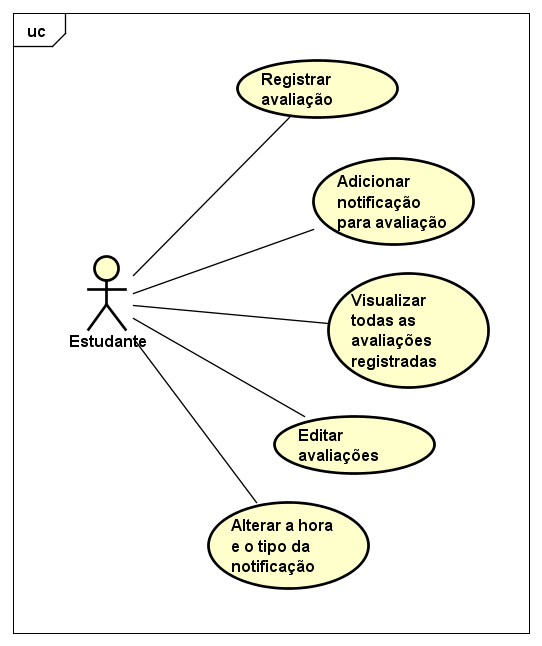 uc
Registrar
avaliação
Adicionar
notificação
para avaliação
Visualizar
todas as
avaliações
registradas
Estudante
Editar
avaliações
Alterar a hora
e o tipo da
notificação